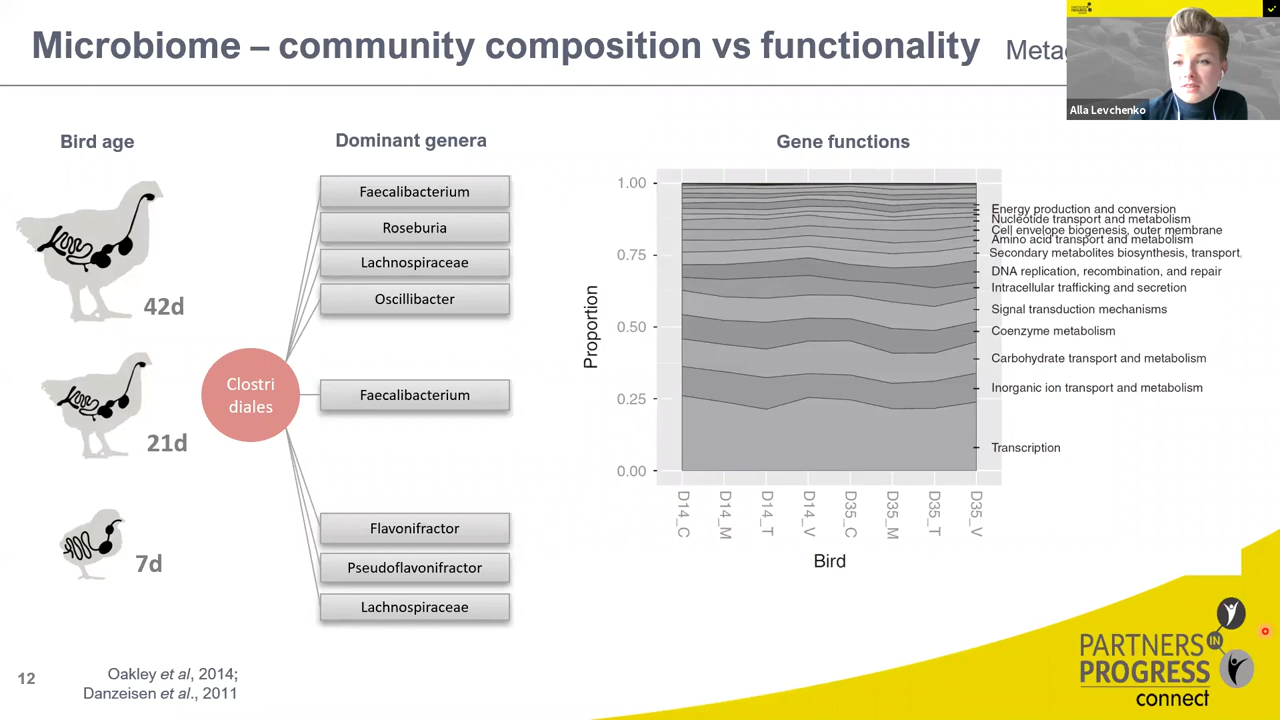 Microbiome – community composition vs functionality
Alla Levchenko
Bird age
Dominant genera
Gene functions
42d
21d
7d
Clostri
diales
Faecalibacterium
Roseburia
Lachnospiraceae
Oscillibacter
Faecalibacterium
Flavonifractor
Pseudoflavonifractor
Lachnospiraceae
Proportion
1.00
0.75
0.50
0.25
0.00
D14_C
D14_M
D14_T
D14_V
D35_C
D35_M
D35_T
D35_V
Bird
Energy production and conversion
Nucleotide transport and metabolism
Cell envelope biogenesis, outer membrane
Amino acid transport and metabolism
Secondary metabolites biosynthesis, transport,
DNA replication, recombination, and repair
Intracellular trafficking and secretion
Signal transduction mechanisms
Coenzyme metabolism
Carbohydrate transport and metabolism
Inorganic ion transport and metabolism
Transcription
12
Oakley et al, 2014;
Danzeisen et al., 2011
PARTNERS IN
PROGRESS
connect